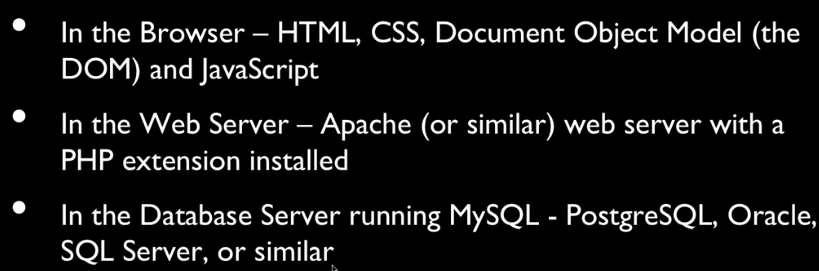 • In the Browser – HTML, CSS, Document Object Model (the
DOM) and JavaScript
• In the Web Server – Apache (or similar) web server with a
PHP extension installed
• In the Database Server running MySQL - PostgreSQL, Oracle,
SQL Server, or similar